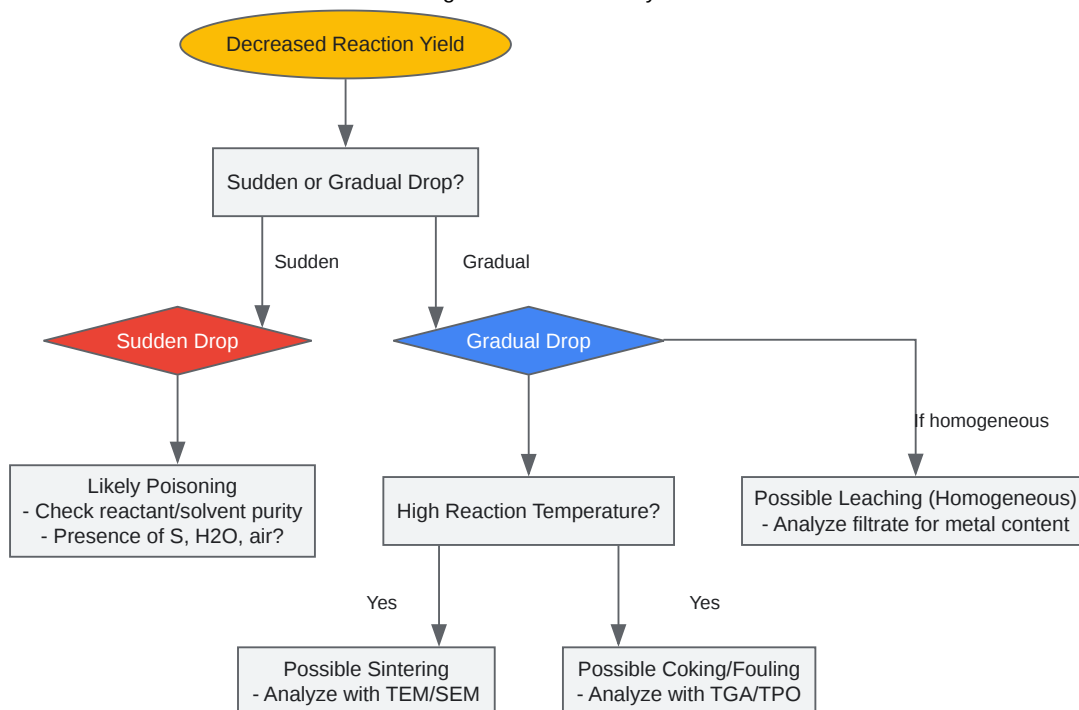 Decreased Reaction Yield
Sudden or Gradual Drop?
Sudden
Gradual
Sudden Drop
Gradual Drop
If homogeneous
Likely Poisoning
- Check reactant/solvent purity
- Presence of S, H2O, air?
High Reaction Temperature?
Possible Leaching (Homogeneous)
- Analyze filtrate for metal content
Yes
Yes
Possible Sintering
- Analyze with TEM/SEM
Possible Coking/Fouling
- Analyze with TGA/TPO